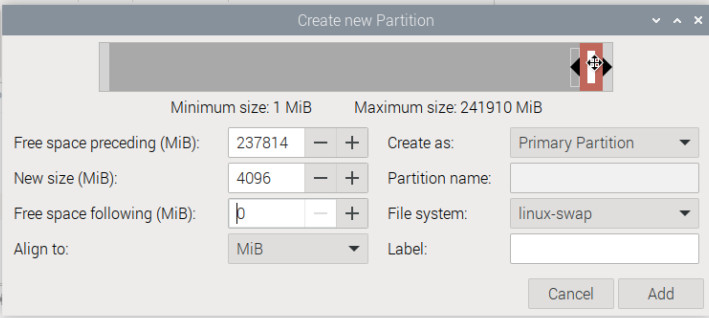 Create new Partition
Minimum size: 1 MiB Maximum size: 241910 MiB
Free space preceding (MiB): 237814 Create as: Primary Partition
New size (MiB): 4096 Partition name:
Free space following (MiB): 0 File system: linux-swap
Align to: MiB Label:
Cancel Add